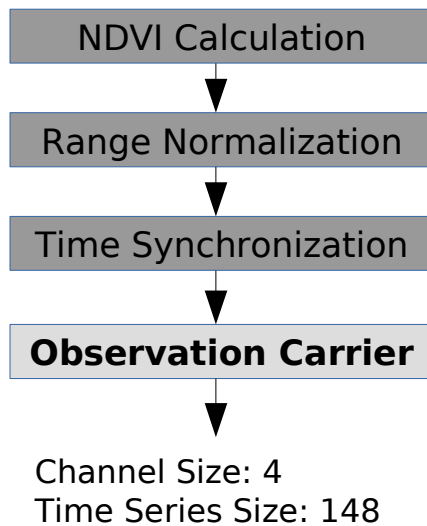 NDVI Calculation
Range Normalization
Time Synchronization
Observation Carrier
Channel Size: 4
Time Series Size: 148